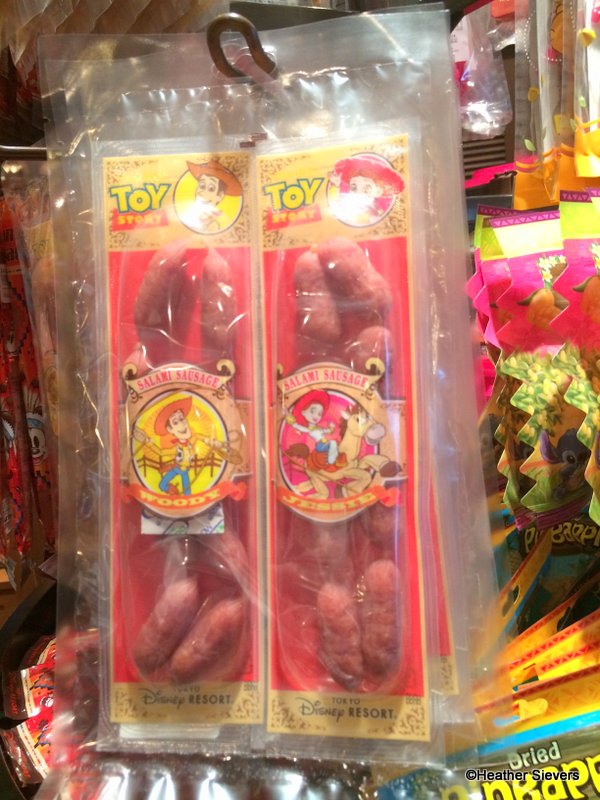 TOY
STORY
SALAMI SAUSAGE
WOODY
TOKYO
Disney RESORT
TOY
STORY
SALAMI SAUSAGE
JESSIE
TOKYO
Disney RESORT
Dried
©Heather Sievers